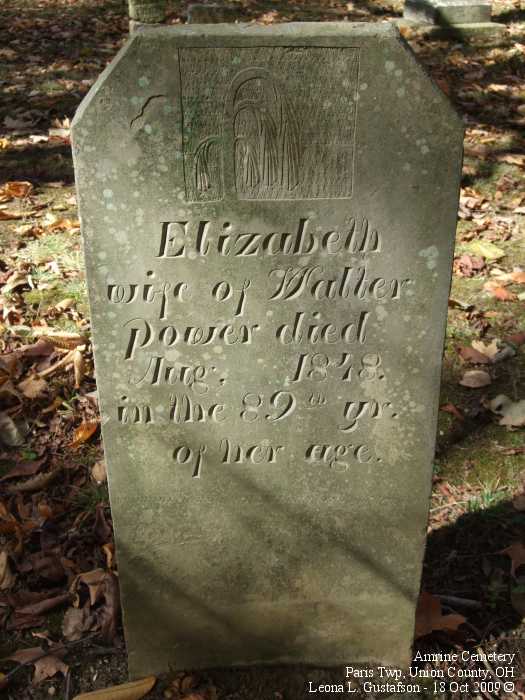 Elizabeth
wife of Walter
power died
Aug. 1848.
in the 89th yr.
of her age.
Amrine Cemetery
Paris Twp, Union County, OH
Leona L. Gustafson - 18 Oct 2009 ©